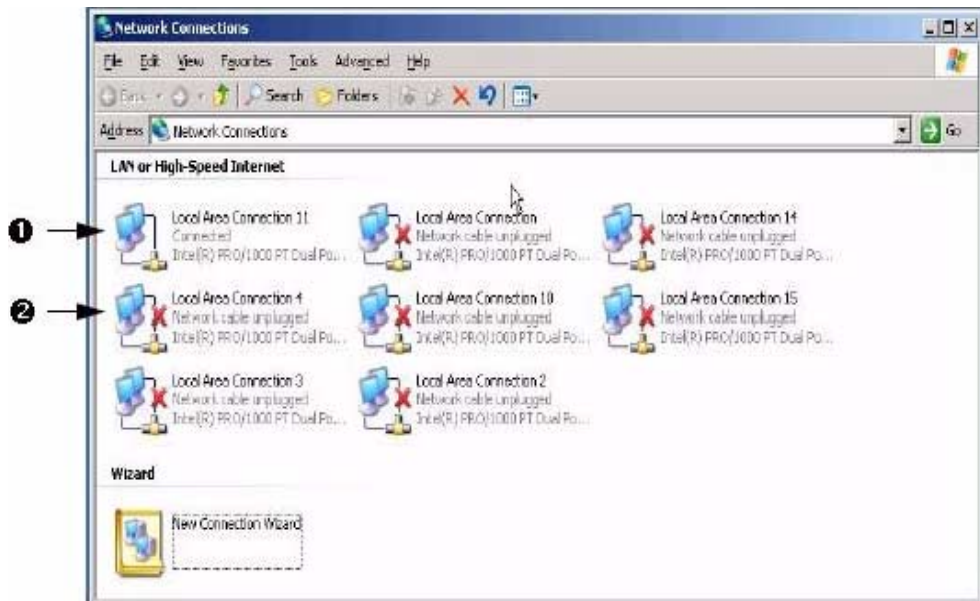 Network Connections
File Edit View Favorites Tools Advanced Help
Back Search Folders
Address Network Connections Go
LAN or High-Speed Internet
❶
Local Area Connection 11
Connected
Intel(R) PRO/1000 PT Dual Po...
Local Area Connection
Network cable unplugged
Intel(R) PRO/1000 PT Dual Po...
Local Area Connection 14
Network cable unplugged
Intel(R) PRO/1000 PT Dual Po...
❷
Local Area Connection 4
Network cable unplugged
Intel(R) PRO/1000 PT Dual Po...
Local Area Connection 10
Network cable unplugged
Intel(R) PRO/1000 PT Dual Po...
Local Area Connection 15
Network cable unplugged
Intel(R) PRO/1000 PT Dual Po...
Local Area Connection 3
Network cable unplugged
Intel(R) PRO/1000 PT Dual Po...
Local Area Connection 2
Network cable unplugged
Intel(R) PRO/1000 PT Dual Po...
Wizard
New Connection Wizard